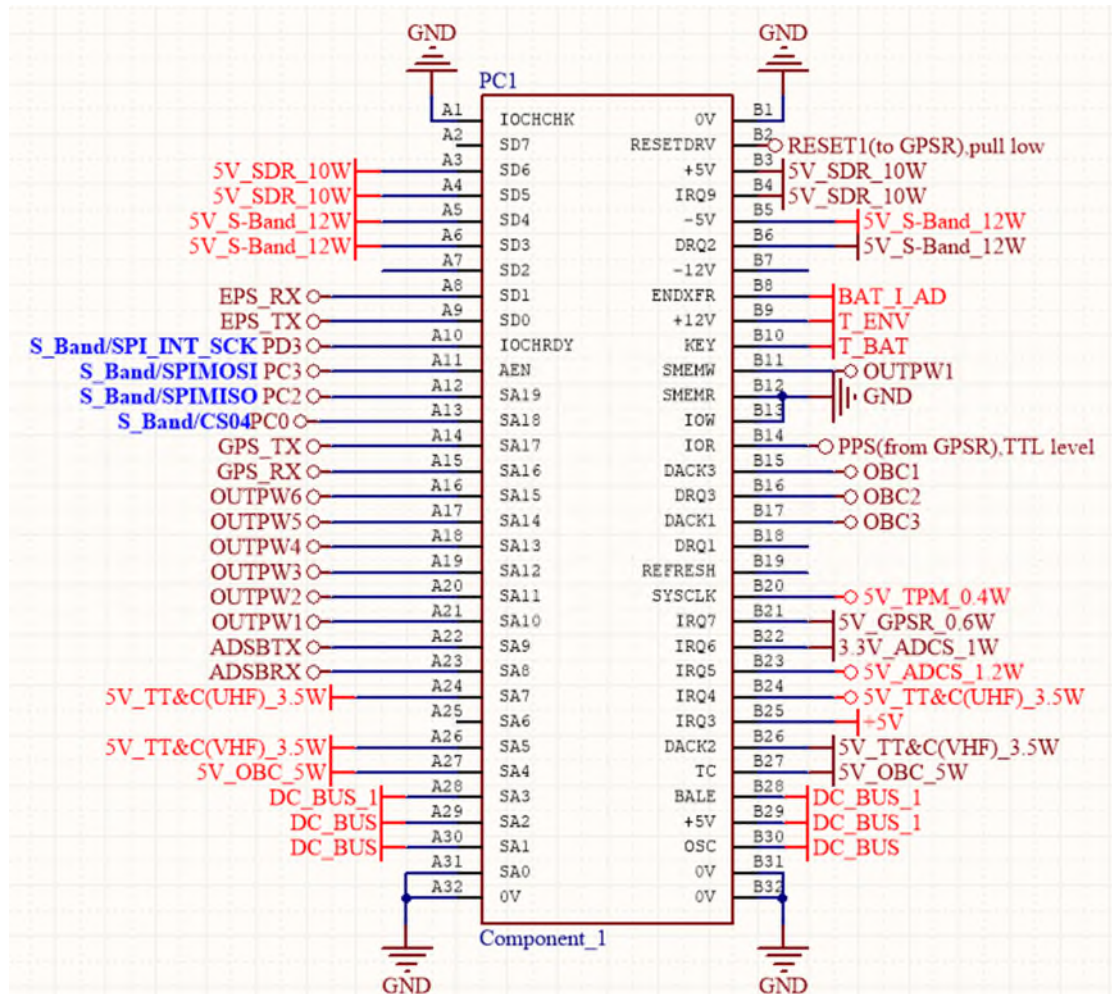 GND GND
PC1
A1 IOCHCHK 0V B1
A2 SD7 RESETDRV B2 RESET1(to GPSR),pull low
5V_SDR_10W A3 SD6 +5V B3 5V_SDR_10W
5V_SDR_10W A4 SD5 IRQ9 B4 5V_SDR_10W
5V_S-Band_12W A5 SD4 -5V B5 5V_S-Band_12W
5V_S-Band_12W A6 SD3 DRQ2 B6 5V_S-Band_12W
A7 SD2 -12V B7
EPS_RX A8 SD1 ENDXFR B8 BAT_I_AD
EPS_TX A9 SD0 +12V B9 T_ENV
S_Band/SPI_INT_SCK PD3 A10 IOCHRDY KEY B10 T_BAT
S_Band/SPIMOSI PC3 A11 AEN SMEMW B11 OUTPW1
S_Band/SPIMISO PC2 A12 SA19 SMEMR B12 GND
S_Band/CS04 PC0 A13 SA18 IOW B13
GPS_TX A14 SA17 IOR B14 PPS(from GPSR),TTL level
GPS_RX A15 SA16 DACK3 B15 OBC1
OUTPW6 A16 SA15 DRQ3 B16 OBC2
OUTPW5 A17 SA14 DACK1 B17 OBC3
OUTPW4 A18 SA13 DRQ1 B18
OUTPW3 A19 SA12 REFRESH B19
OUTPW2 A20 SA11 SYSCLK B20 5V_TPM_0.4W
OUTPW1 A21 SA10 IRQ7 B21 5V_GPSR_0.6W
ADSBTX A22 SA9 IRQ6 B22 3.3V_ADCS_1W
ADSBRX A23 SA8 IRQ5 B23 5V_ADCS_1.2W
5V_TT&C(UHF)_3.5W A24 SA7 IRQ4 B24 5V_TT&C(UHF)_3.5W
A25 SA6 IRQ3 B25 +5V
5V_TT&C(VHF)_3.5W A26 SA5 DACK2 B26 5V_TT&C(VHF)_3.5W
5V_OBC_5W A27 SA4 TC B27 5V_OBC_5W
DC_BUS_1 A28 SA3 BALE B28 DC_BUS_1
DC_BUS A29 SA2 +5V B29 DC_BUS_1
DC_BUS A30 SA1 OSC B30 DC_BUS
A31 SA0 0V B31
A32 0V 0V B32
Component_1
GND GND